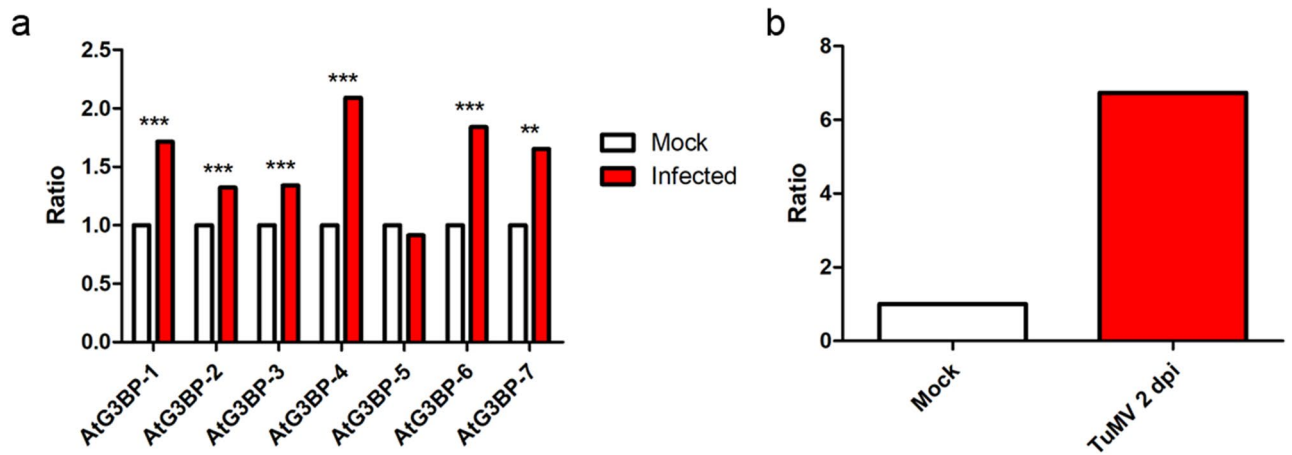 a
2.5
2.0
1.5
1.0
0.5
0.0
Ratio
***
***
***
***
***
**
AtG3BP-1
AtG3BP-2
AtG3BP-3
AtG3BP-4
AtG3BP-5
AtG3BP-6
AtG3BP-7
Mock
Infected
b
8
6
4
2
0
Ratio
Mock
TuMV 2 dpi